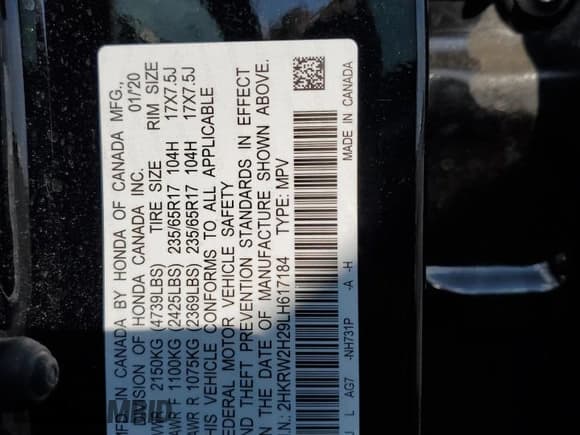 MFD. IN CANADA BY HONDA OF CANADA MFG.,
DIVISION OF HONDA CANADA INC. 01/20
GVWR 2150KG (4739LBS) TIRE SIZE RIM SIZE
GAWR F 1100KG (2425LBS) 235/65R17 104H 17X7.5J
GAWR R 1075KG (2369LBS) 235/65R17 104H 17X7.5J
THIS VEHICLE CONFORMS TO ALL APPLICABLE
FEDERAL MOTOR VEHICLE SAFETY
AND THEFT PREVENTION STANDARDS IN EFFECT
ON THE DATE OF MANUFACTURE SHOWN ABOVE.
V.I.N.: 2HKRW2H29LH617184 TYPE: MPV
J L AG7 -NH731P -A -H MADE IN CANADA